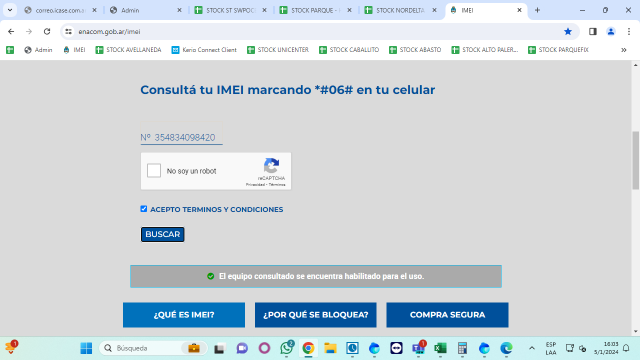 correo.icase.com.a
Admin
STOCK ST SWPOC
STOCK PARQUE -
STOCK NORDELT
IMEI
enacom.gob.ar/imei
Admin
IMEI
STOCK AVELLANEDA
Kerio Connect Client
STOCK UNICENTER
STOCK CABALLITO
STOCK ABASTO
STOCK ALTO PALER...
STOCK PARQUEFIX
Consultá tu IMEI marcando *#06# en tu celular
Nº 354834098420
No soy un robot
reCAPTCHA
Privacidad - Términos
ACEPTO TERMINOS Y CONDICIONES
BUSCAR
El equipo consultado se encuentra habilitado para el uso.
¿QUÉ ES IMEI?
¿POR QUÉ SE BLOQUEA?
COMPRA SEGURA
1
Búsqueda
2
1
ESP
LAA
16:03
5/1/2024